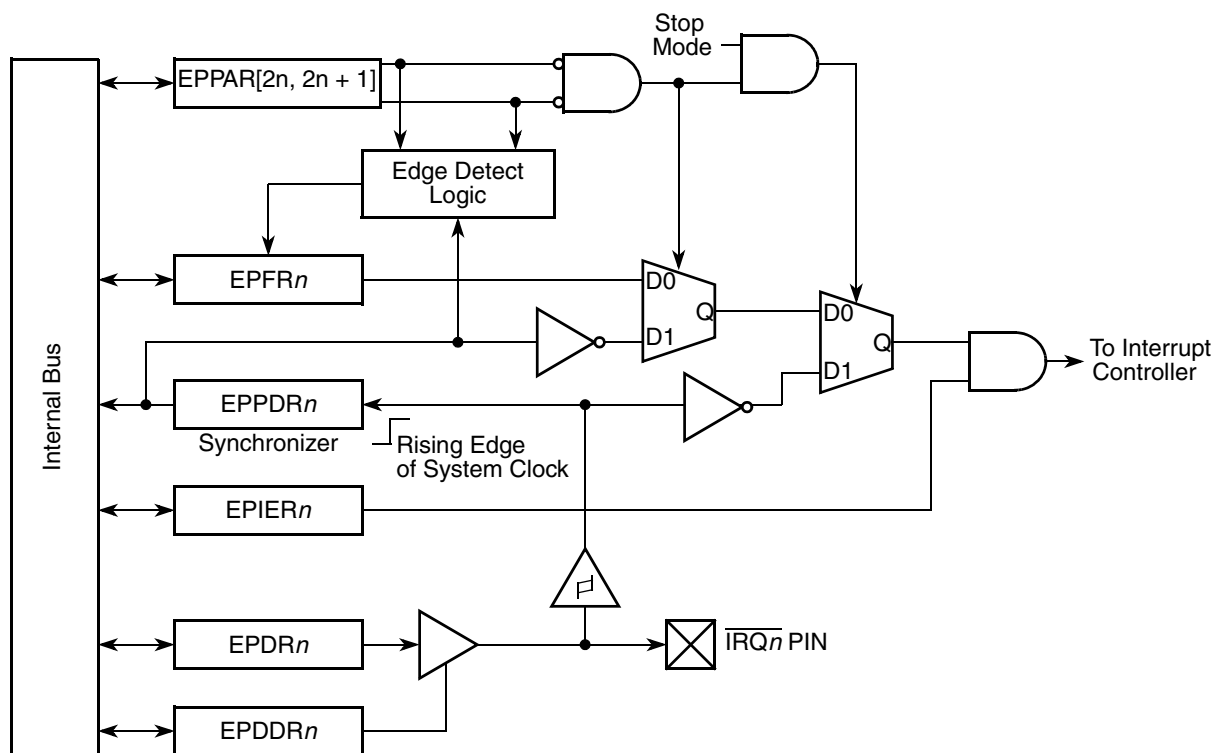 Stop
Mode
EPPAR[2n, 2n + 1]
Edge Detect
Logic
EPFRn
D0
D1
Q
D0
D1
Q
To Interrupt
Controller
Internal Bus
EPPDRn
Synchronizer
Rising Edge
of System Clock
EPIERn
EPDRn
IRQn PIN
EPDDRn